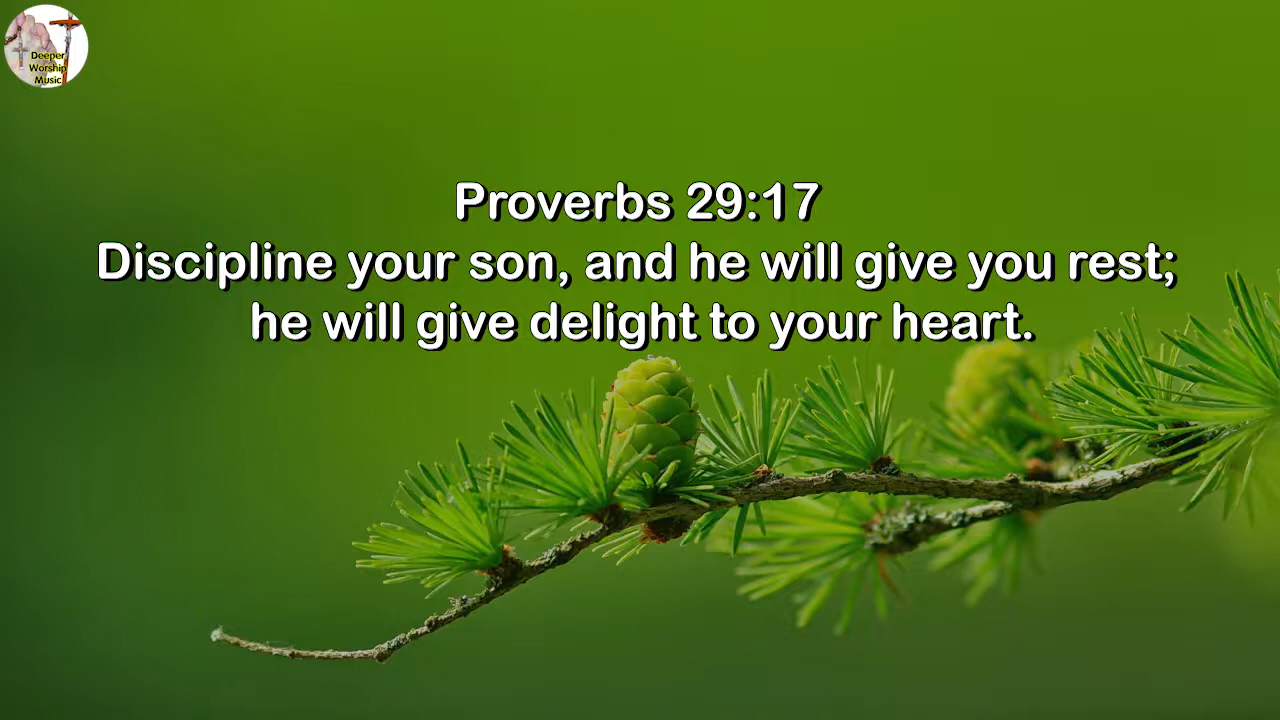 Deeper
Worship
Music
Proverbs 29:17
Discipline your son, and he will give you rest;
he will give delight to your heart.